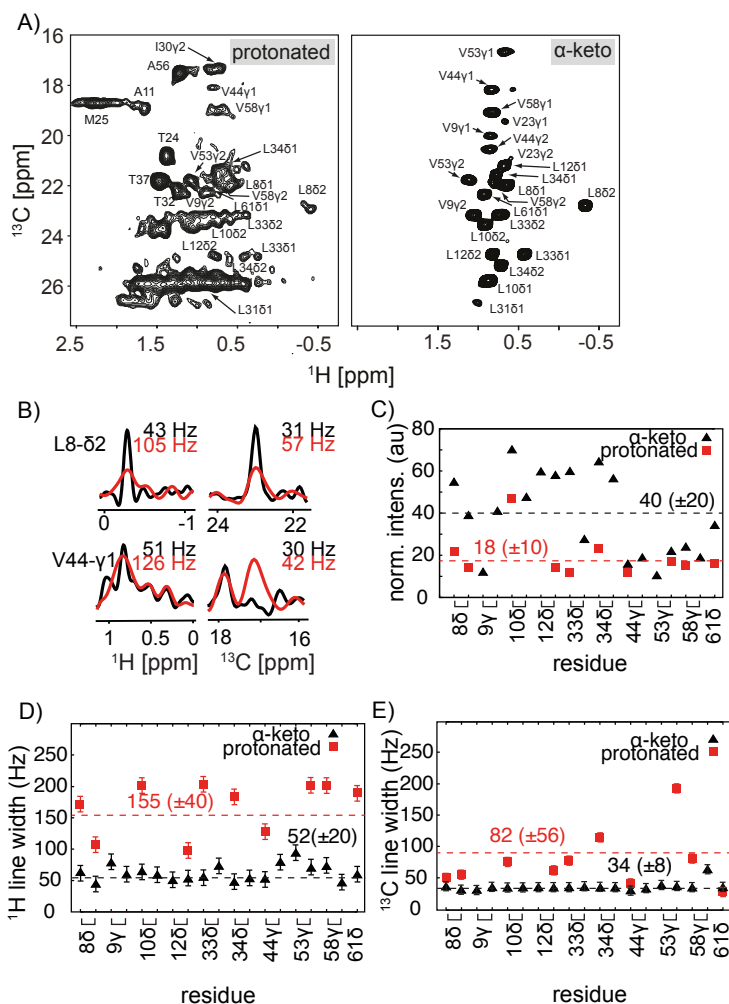 A)
protonated
α-keto
16
18
20
22
24
26
13C [ppm]
I30γ2
A56
A11
M25
V44γ1
V58γ1
T24
V53γ2
L34δ1
T37
T32
V9γ2
L8δ1
V58γ2
L61δ1
L8δ2
L10δ2
L33δ2
L12δ2
L33δ1
L34δ2
L31δ1
2.5 1.5 0.5 -0.5
V53γ1
V44γ1
V58γ1
V9γ1
V23γ1
V44γ2
V23γ2
V53γ2
L12δ1
L34δ1
L8δ1
L8δ2
V58γ2
L61δ1
V9γ2
L33δ2
L10δ2
L12δ2
L33δ1
L34δ2
L10δ1
L31δ1
1.5 0.5 -0.5
1H [ppm]
B)
L8-δ2
43 Hz
105 Hz
31 Hz
57 Hz
0 -1
24 22
V44-γ1
51 Hz
126 Hz
30 Hz
42 Hz
1 0.5 0
18 16
1H [ppm]
13C [ppm]
C)
α-keto
protonated
norm. intens. (au)
80
60
40
20
0
40 (±20)
18 (±10)
8δ 9γ 10δ 12δ 33δ 34δ 44γ 53γ 58γ 61δ
residue
D)
α-keto
protonated
1H line width (Hz)
250
200
150
100
50
0
155 (±40)
52(±20)
8δ 9γ 10δ 12δ 33δ 34δ 44γ 53γ 58γ 61δ
residue
E)
α-keto
protonated
13C line width (Hz)
250
200
150
100
50
0
82 (±56)
34 (±8)
8δ 9γ 10δ 12δ 33δ 34δ 44γ 53γ 58γ 61δ
residue